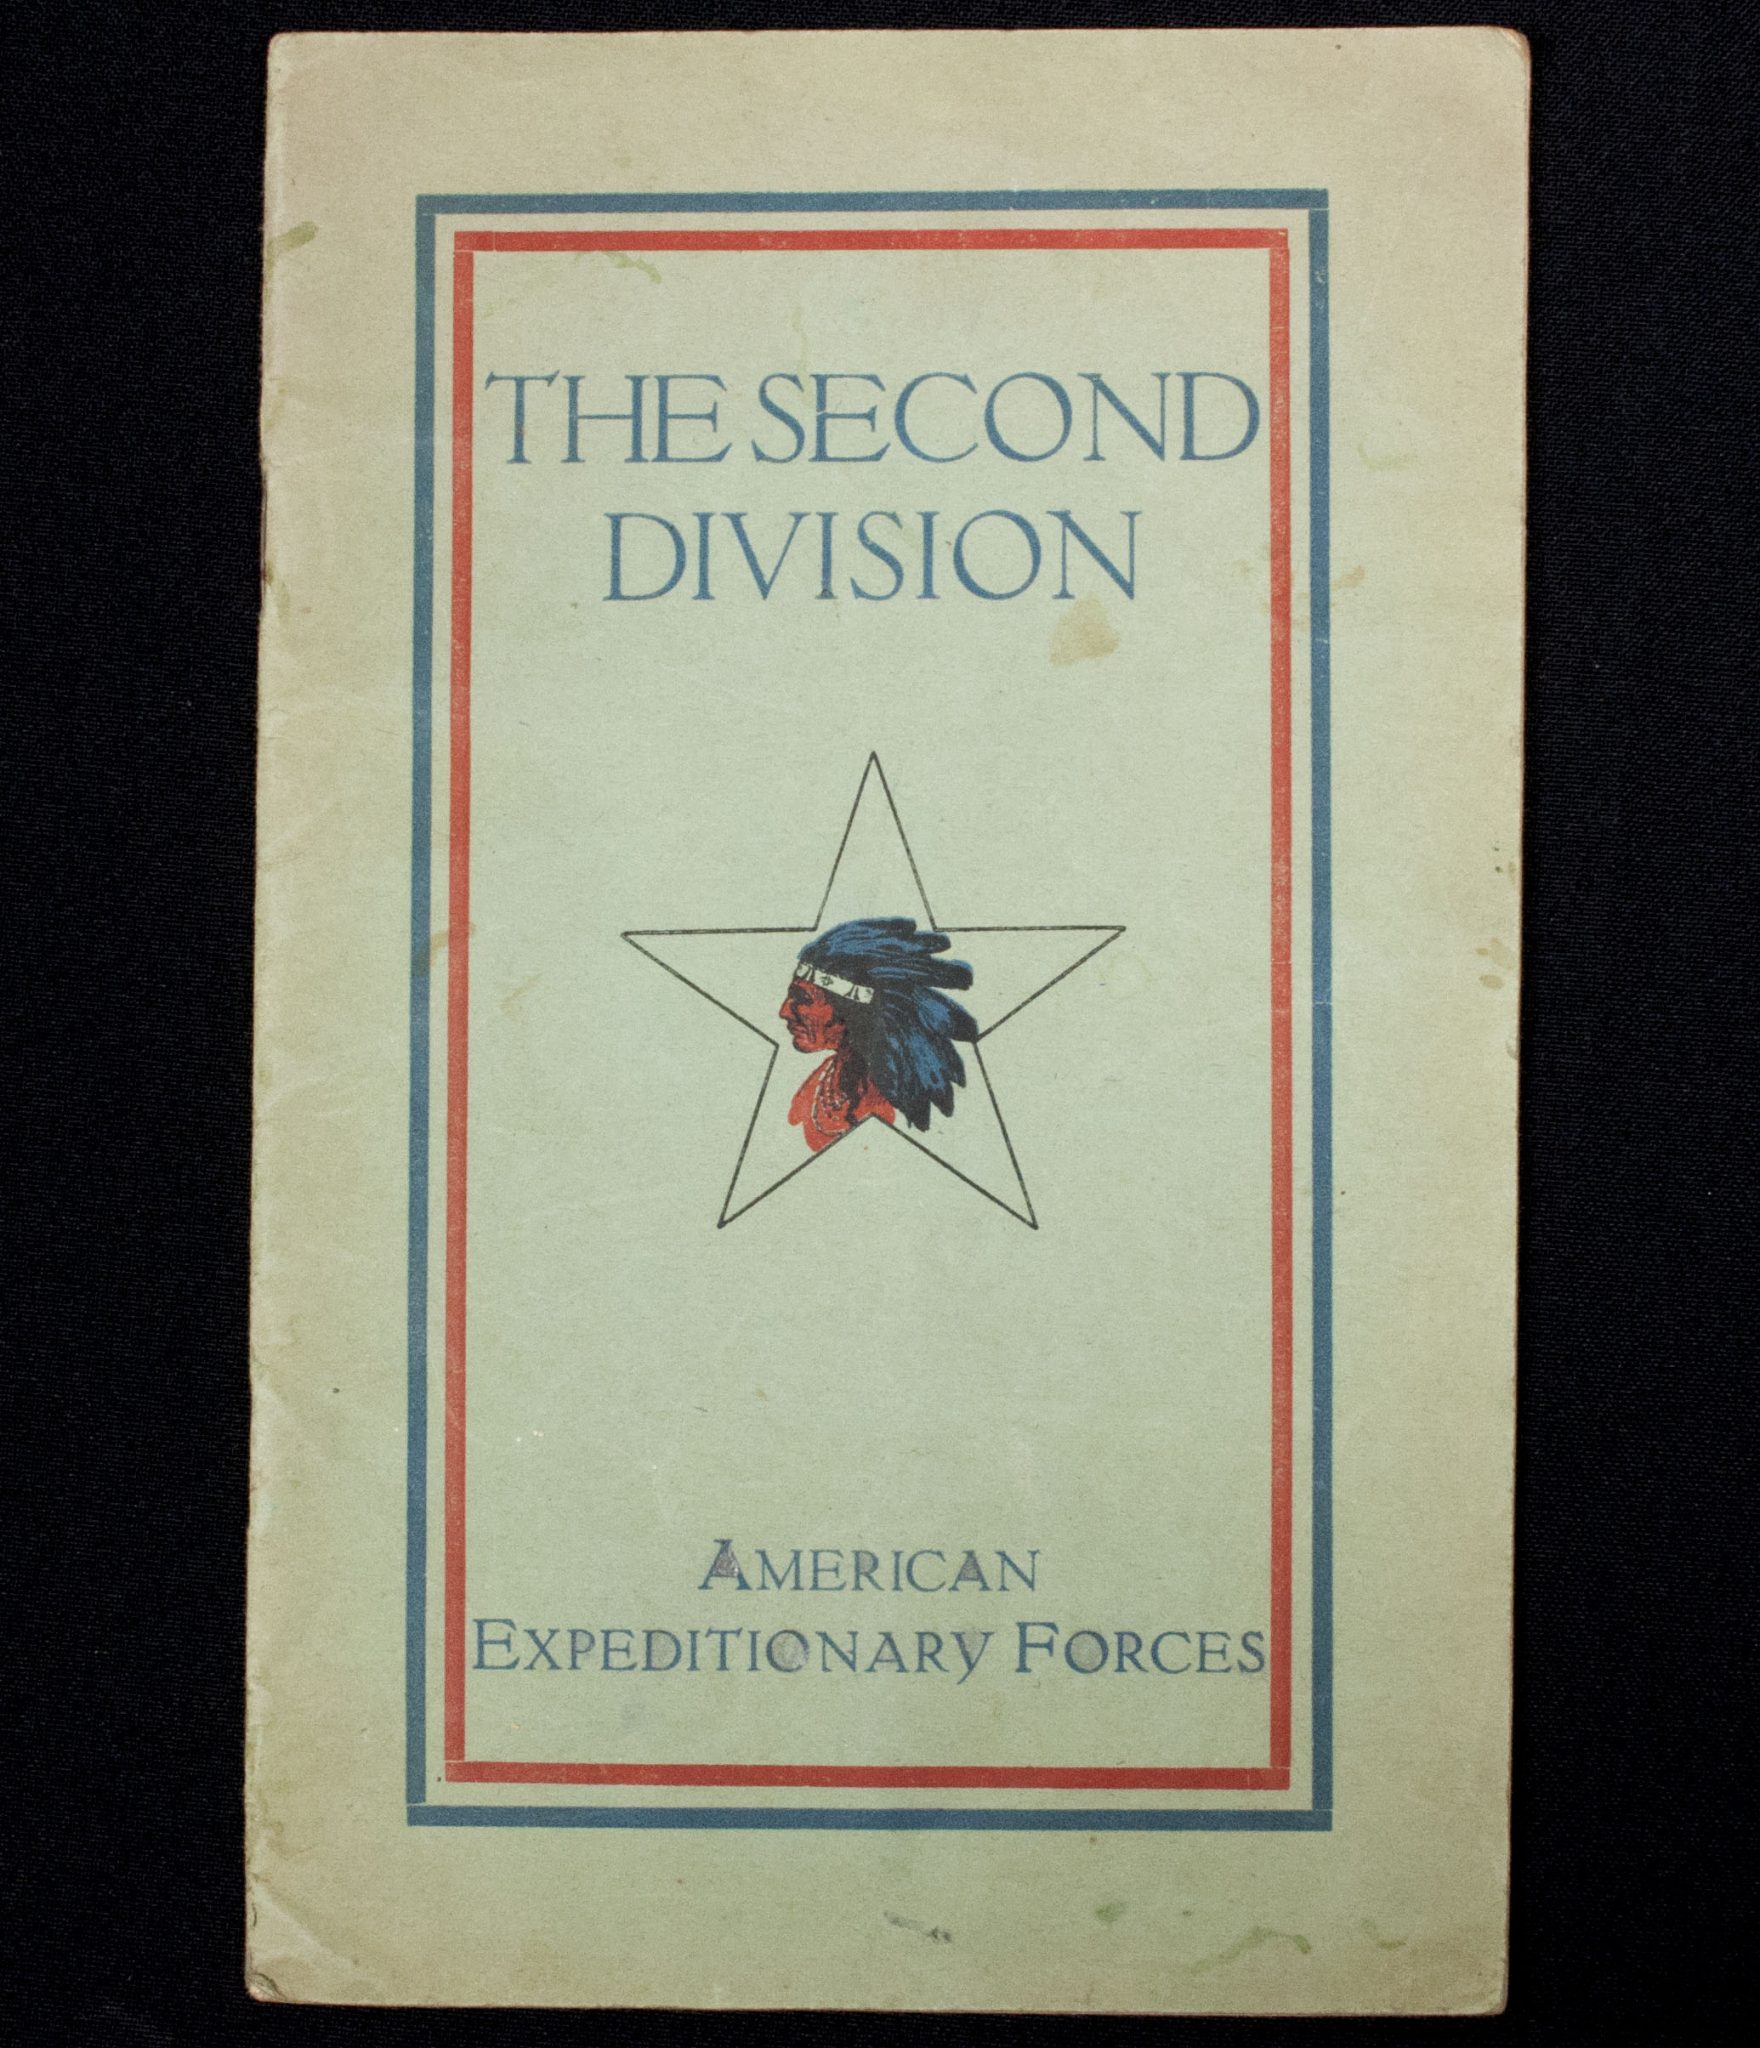 THE SECOND
DIVISION
AMERICAN
EXPEDITIONARY FORCES